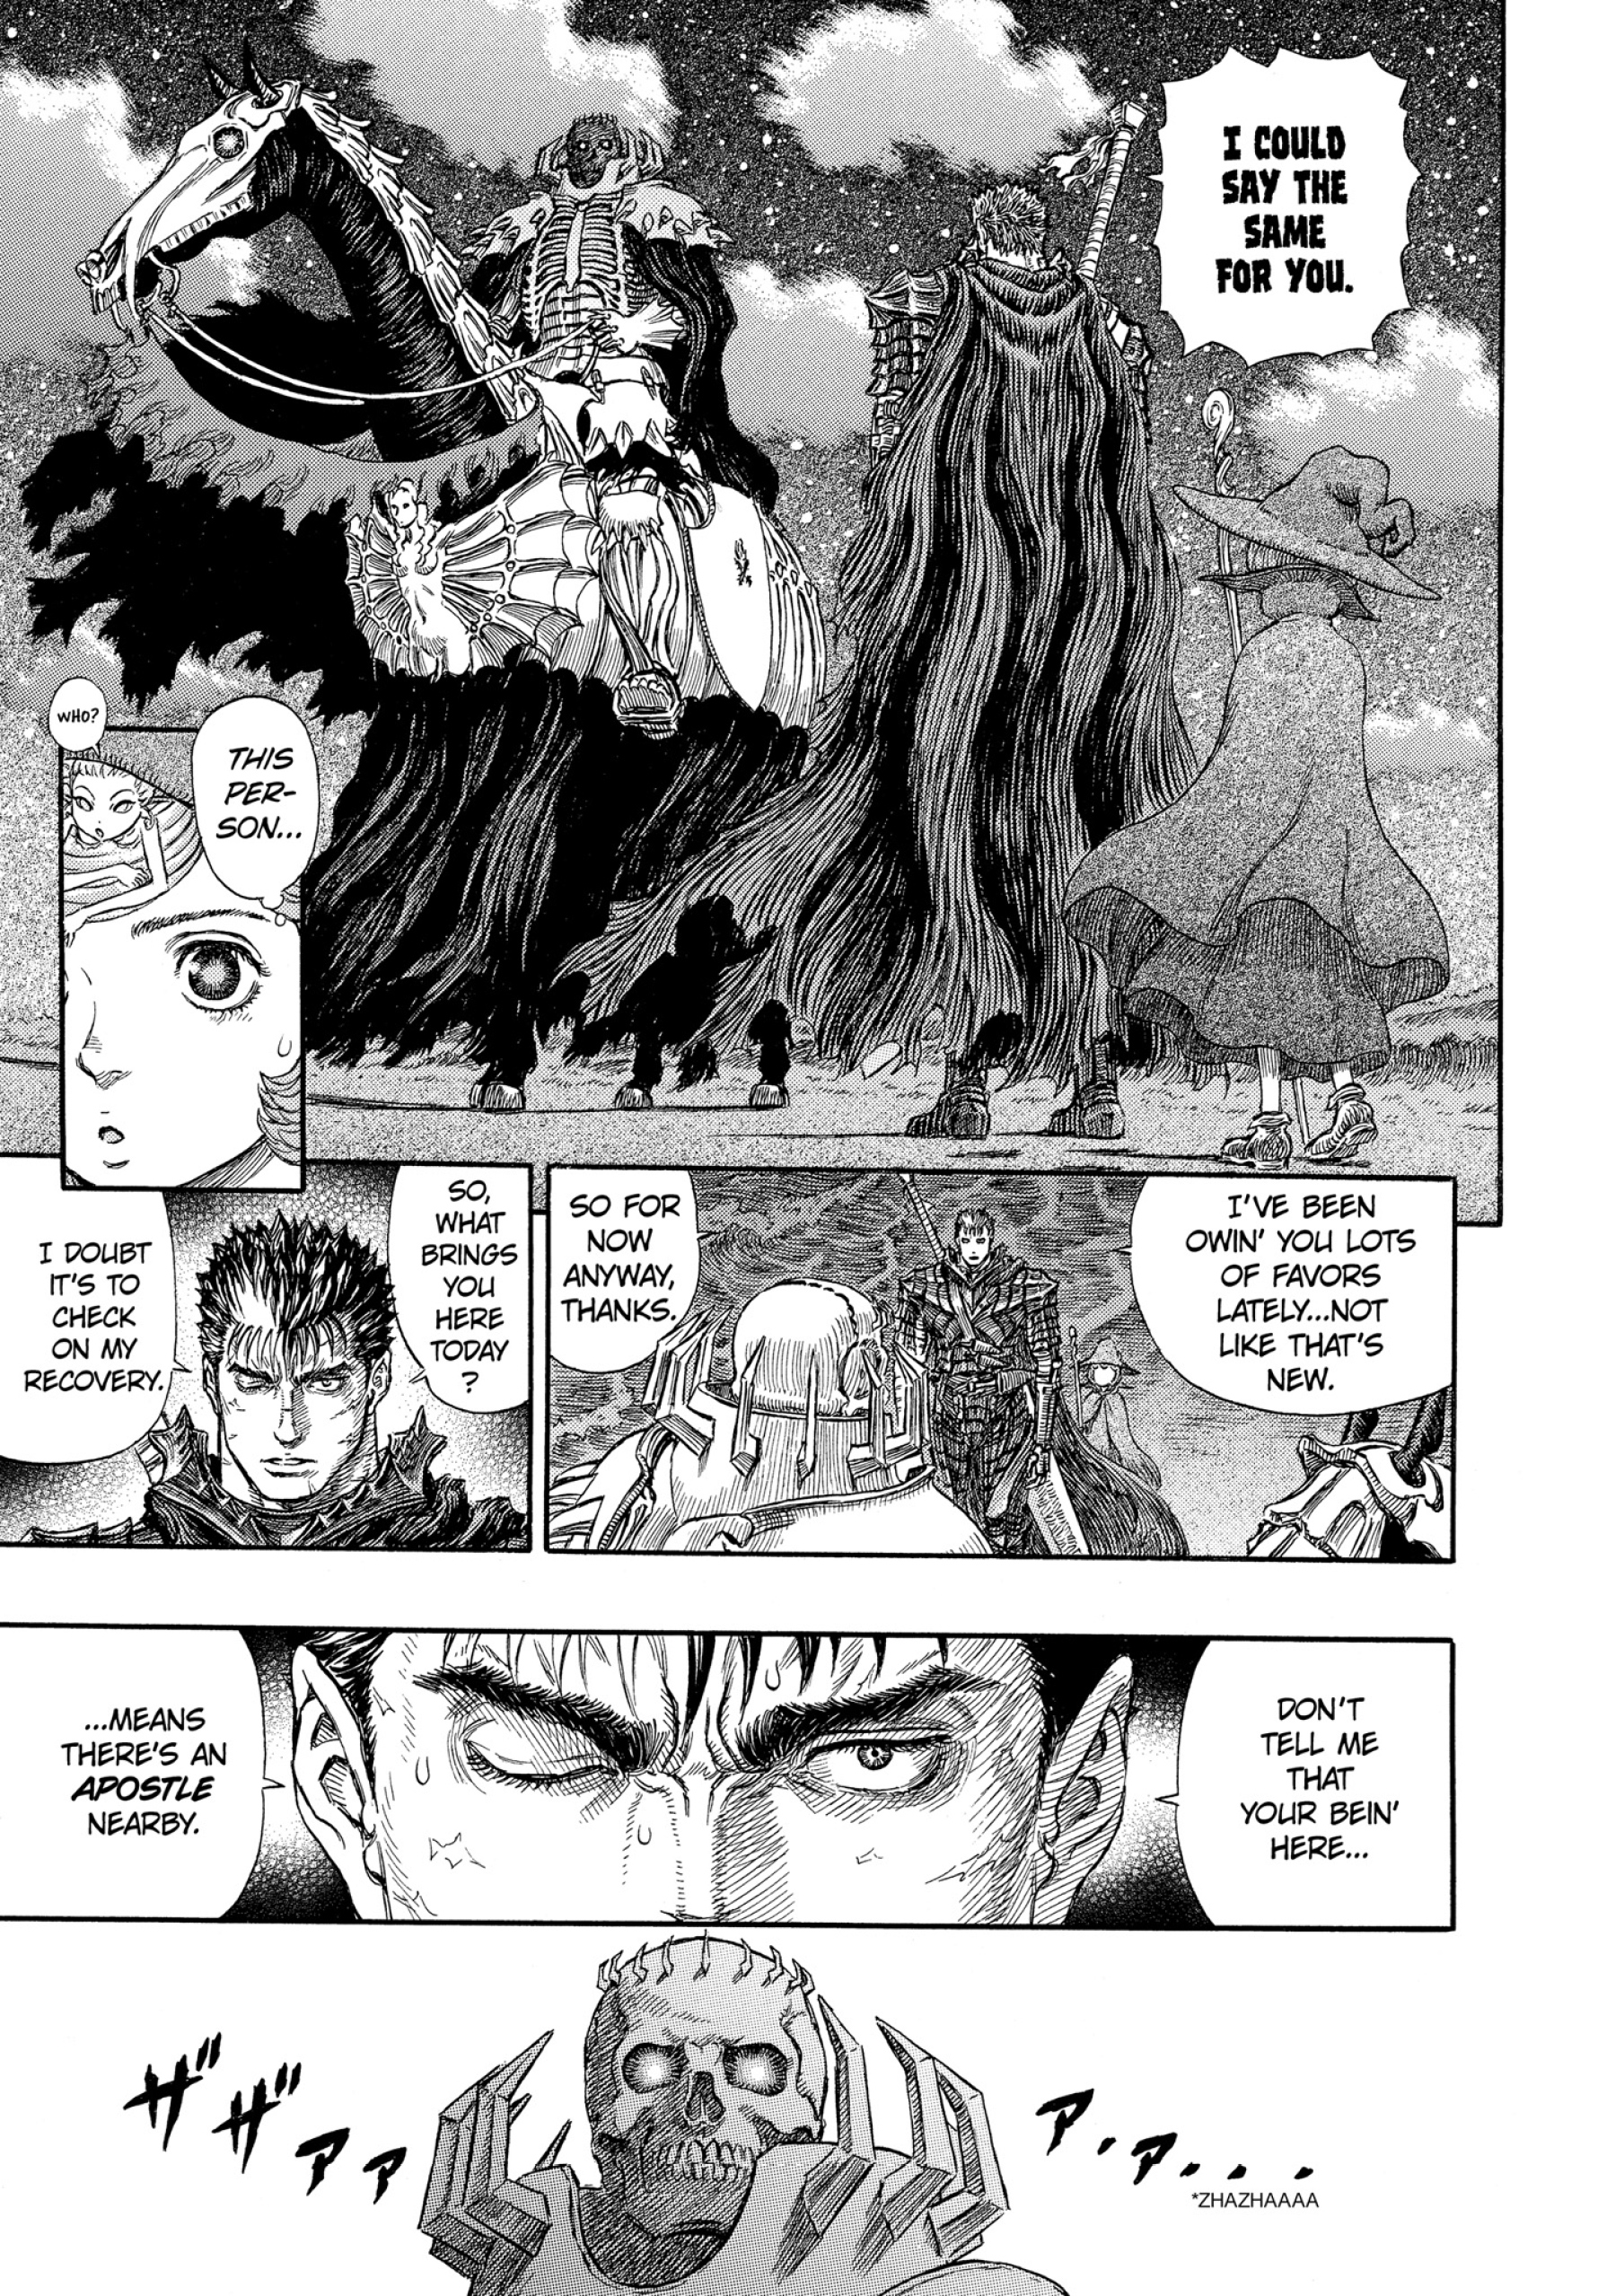 I COULD
SAY THE
SAME
FOR YOU.
THIS
PER-
SON...
WHO?
I'VE BEEN
OWIN' YOU LOTS
OF FAVORS
LATELY...NOT
LIKE THAT'S
NEW.
SO FOR
NOW
ANYWAY,
THANKS.
SO,
WHAT
BRINGS
YOU
HERE
TODAY
?
I DOUBT
IT'S TO
CHECK
ON MY
RECOVERY.
DON'T
TELL ME
THAT
YOUR BEIN'
HERE...
...MEANS
THERE'S AN
APOSTLE
NEARBY.
ザザァァ
ァ.ァ...
*ZHAZHAAAA